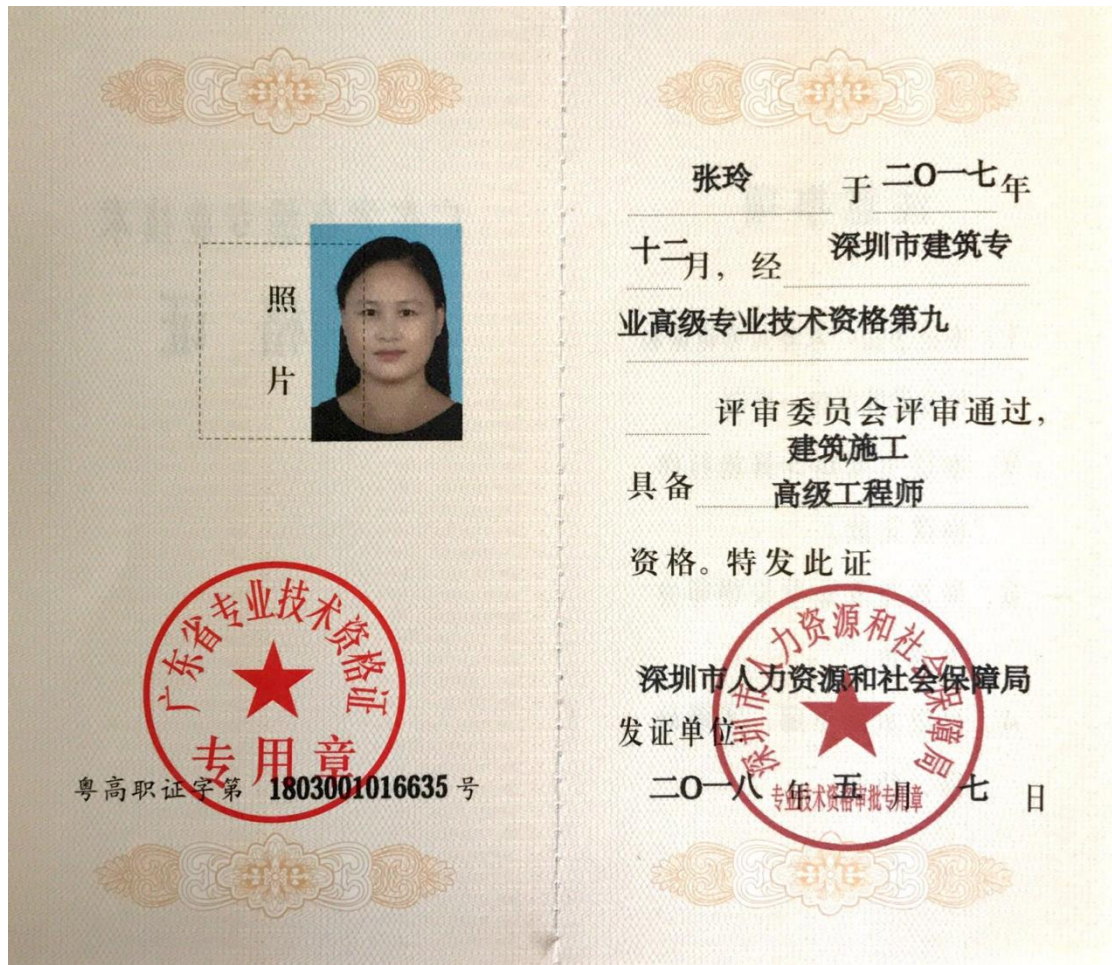 照
片
广东省专业技术资格证
专用章
粤高职证字第 1803001016635 号
张玲 于 二O一七 年
十二月，经 深圳市建筑专
业高级专业技术资格第九
评审委员会评审通过，
建筑施工
具备 高级工程师
资格。特发此证
深圳市人力资源和社会保障局
深圳市人力资源和社会保障局
发证单位：
二O一八 年 五 月 七 日
专业技术资格审批专用章